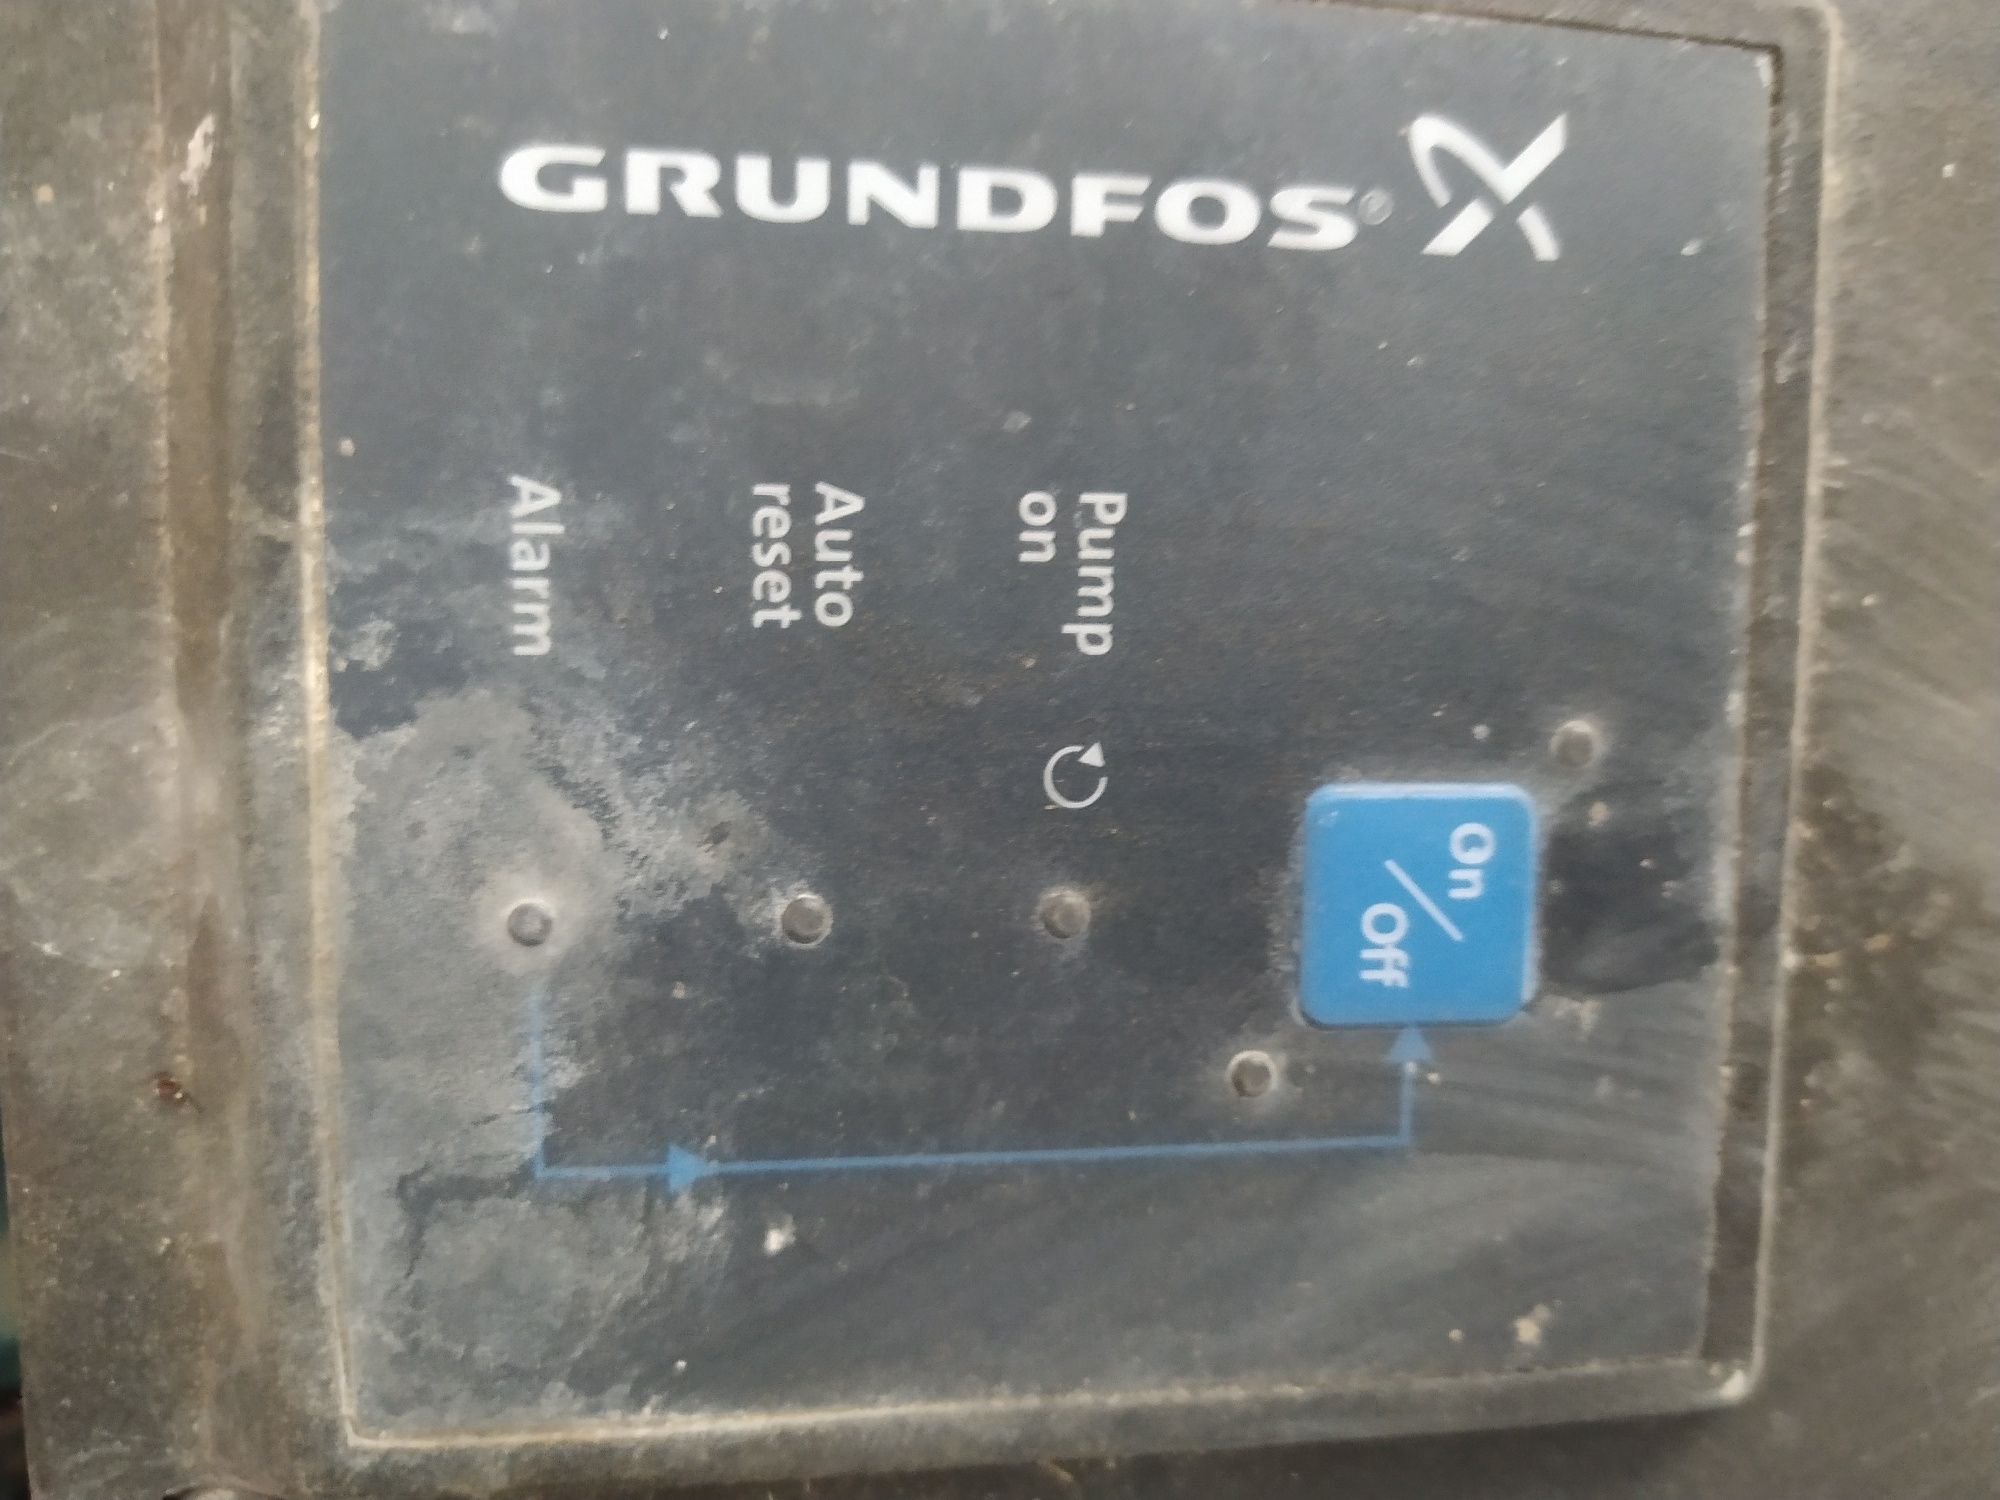 GRUNDFOS®
On/Off
Pump
on
Auto
reset
Alarm